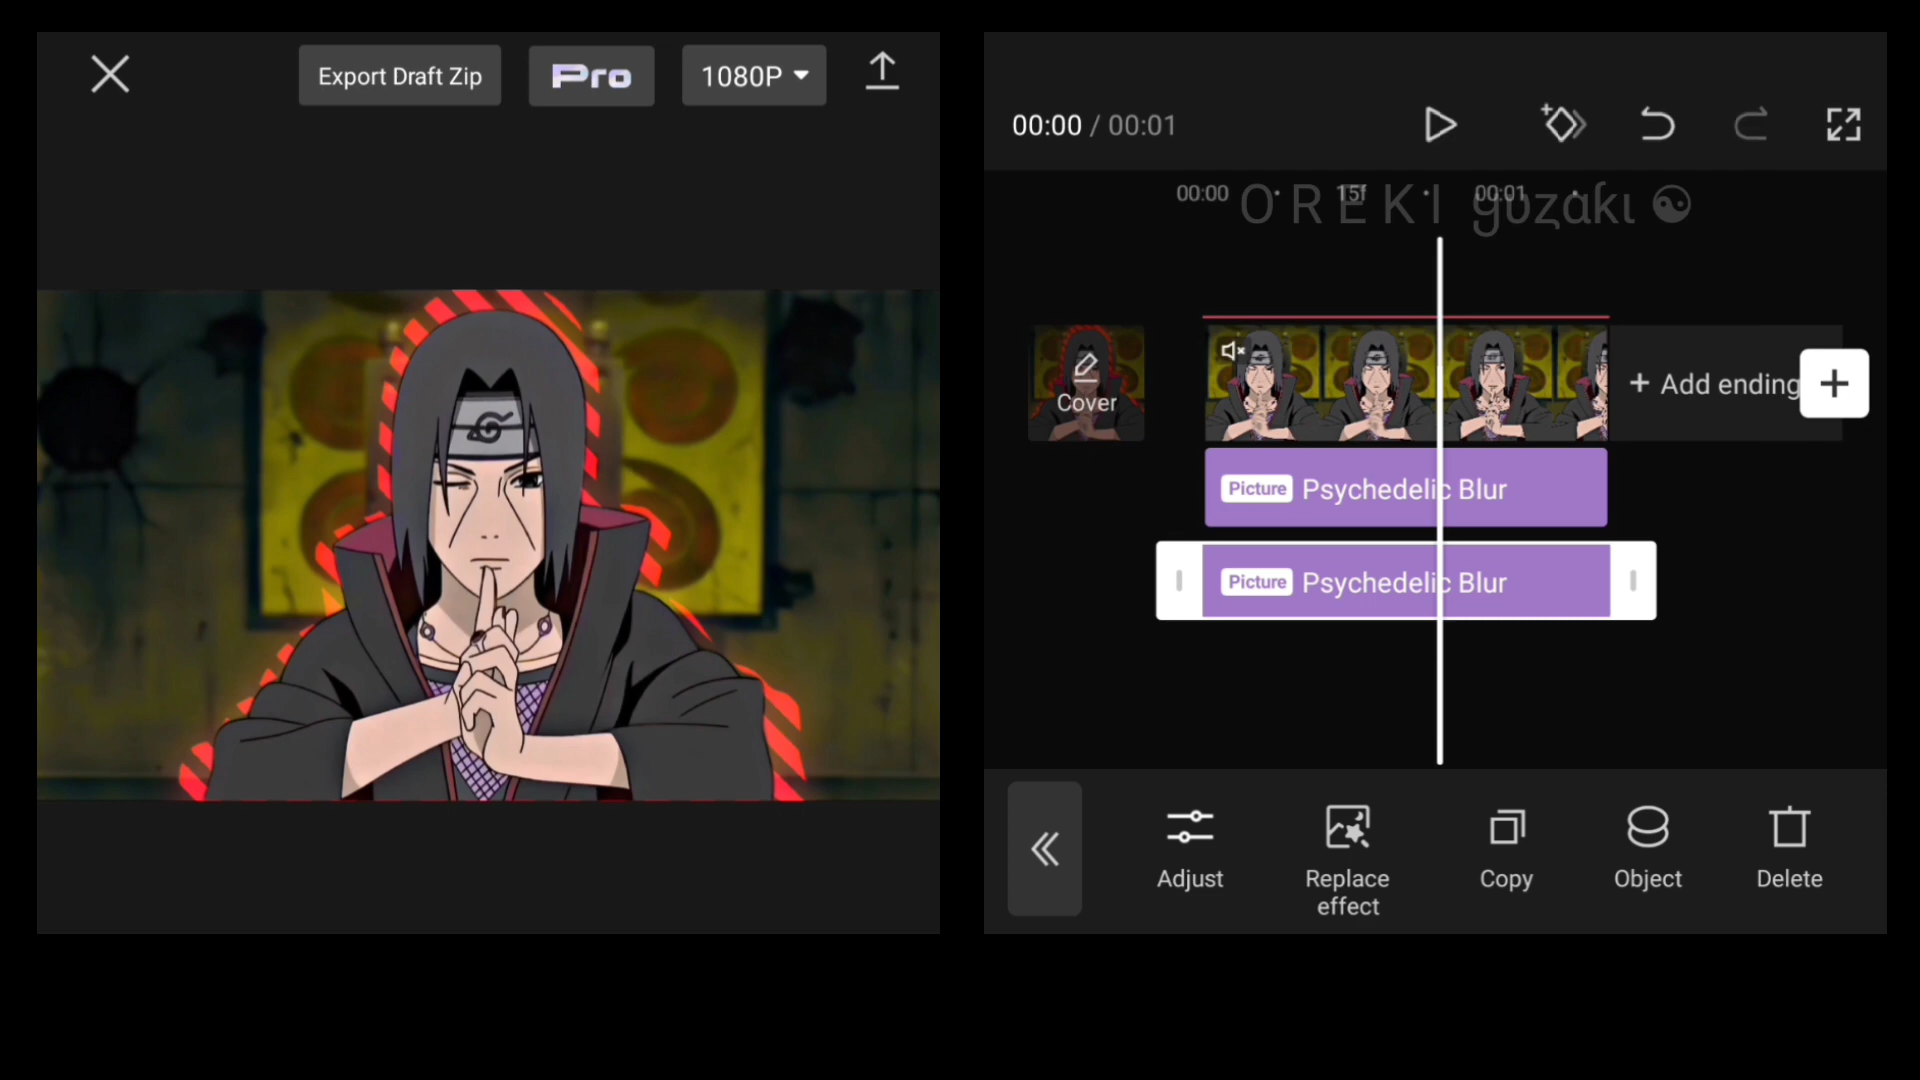 Export Draft Zip
Pro
1080P
00:00 / 00:01
00:00 15f 00:01
O R E K I
Cover
+ Add ending
Picture Psychedelic Blur
Picture Psychedelic Blur
Adjust
Replace effect
Copy
Object
Delete